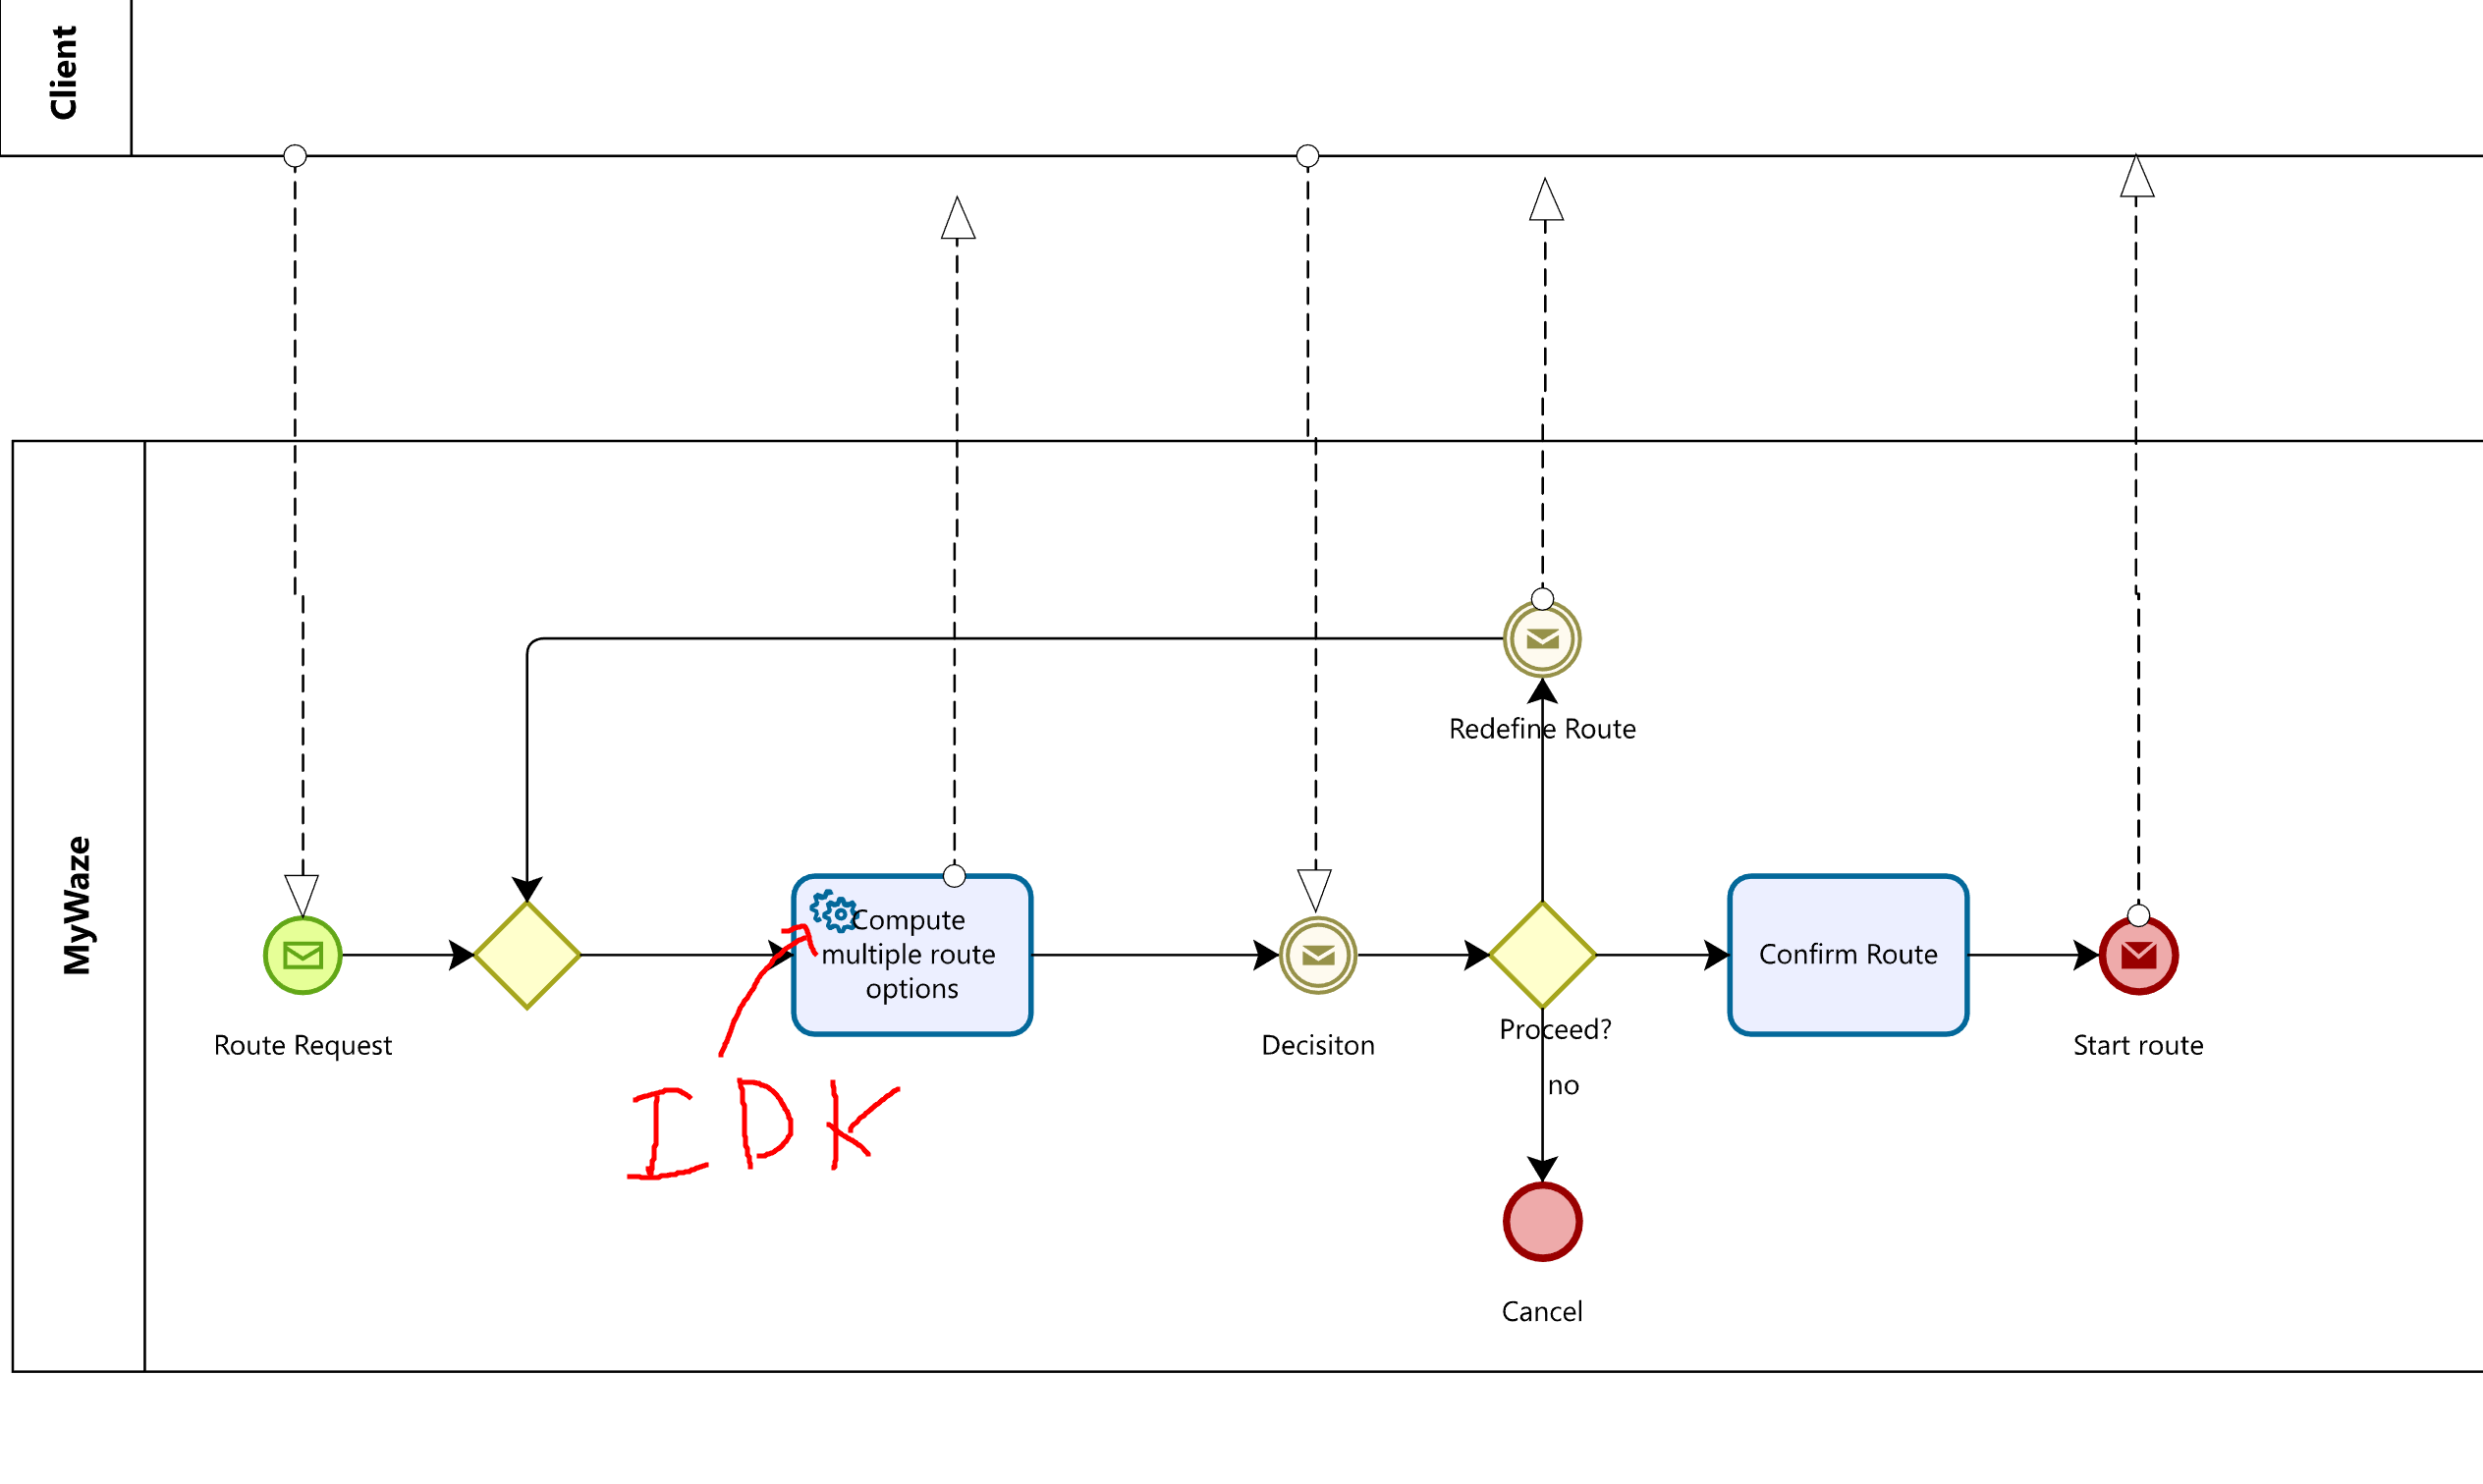 Client
MyWaze
Redefine Route
Compute
multiple route
options
Confirm Route
Route Request
Decisiton
Proceed?
Start route
no
IDK
Cancel